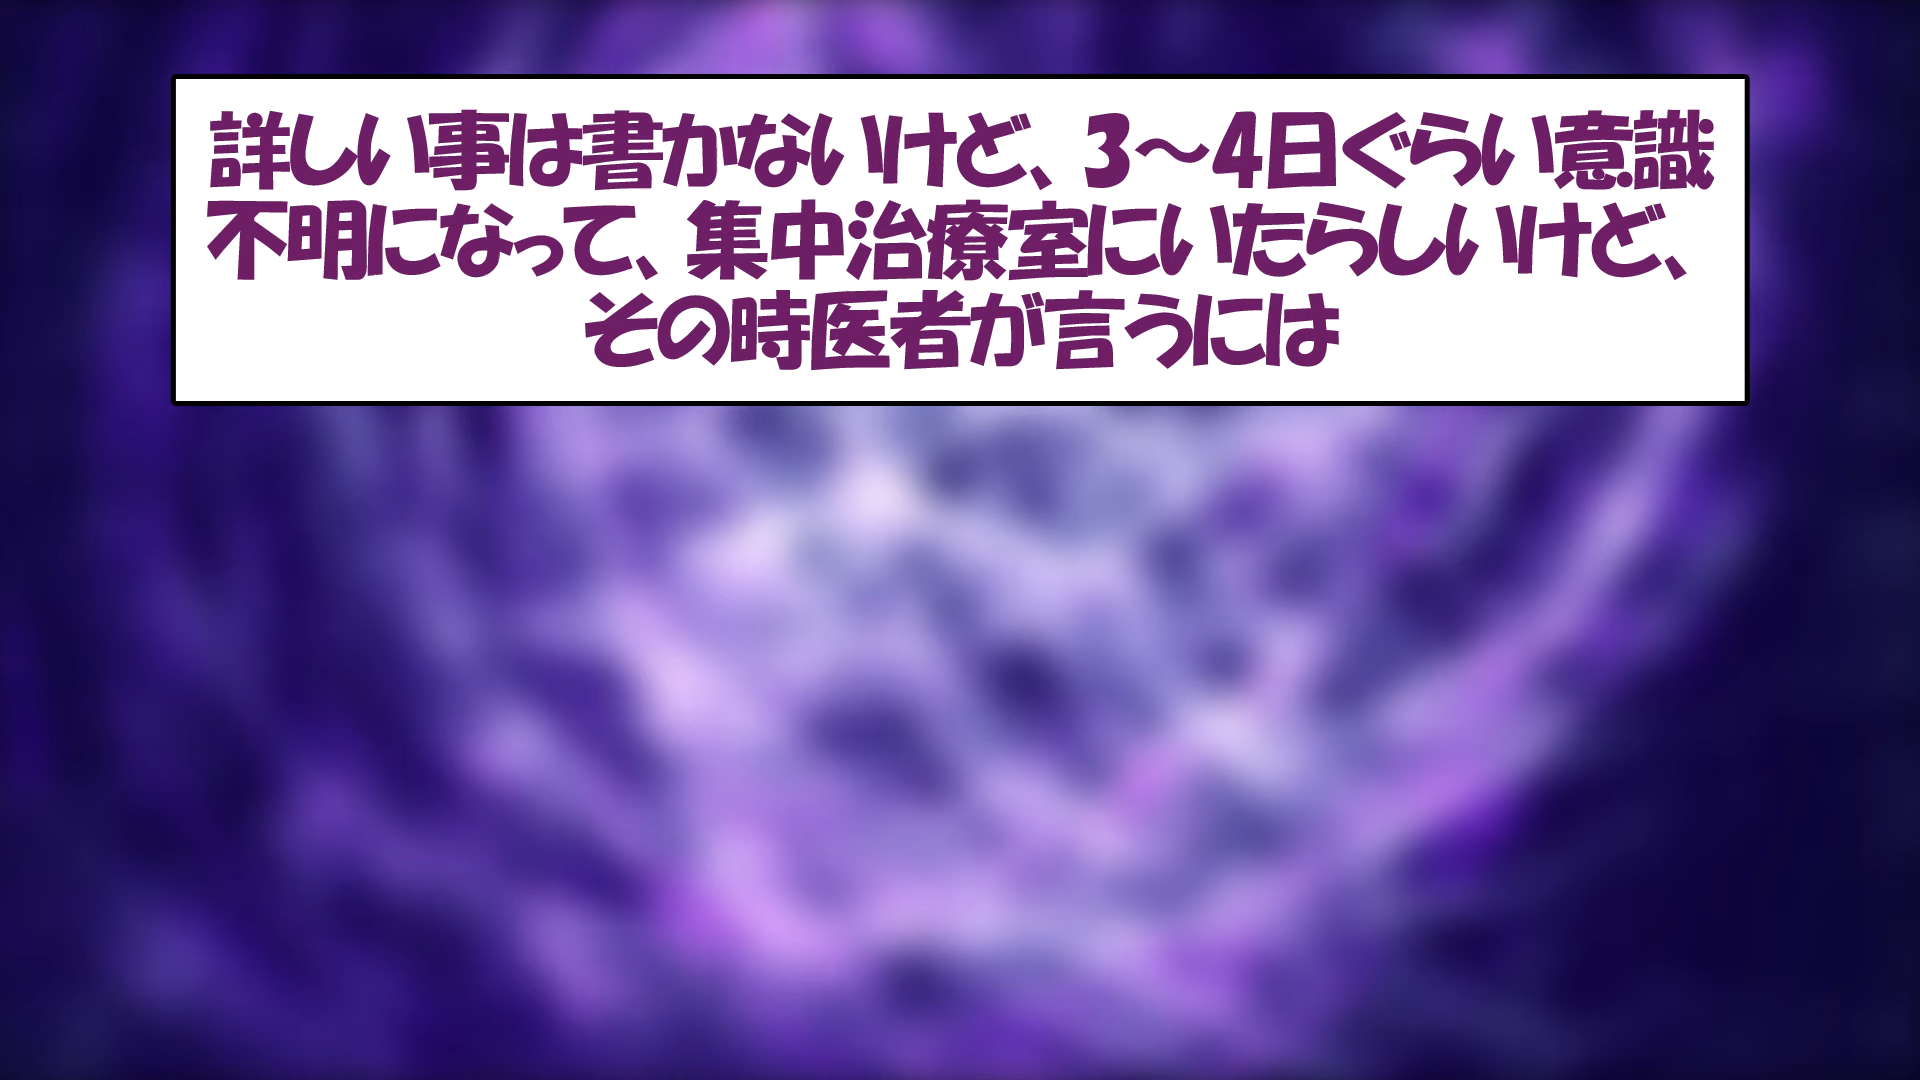 詳しい事は書かないけど、3～4日ぐらい意識
不明になって、集中治療室にいたらしいけど、
その時医者が言うには